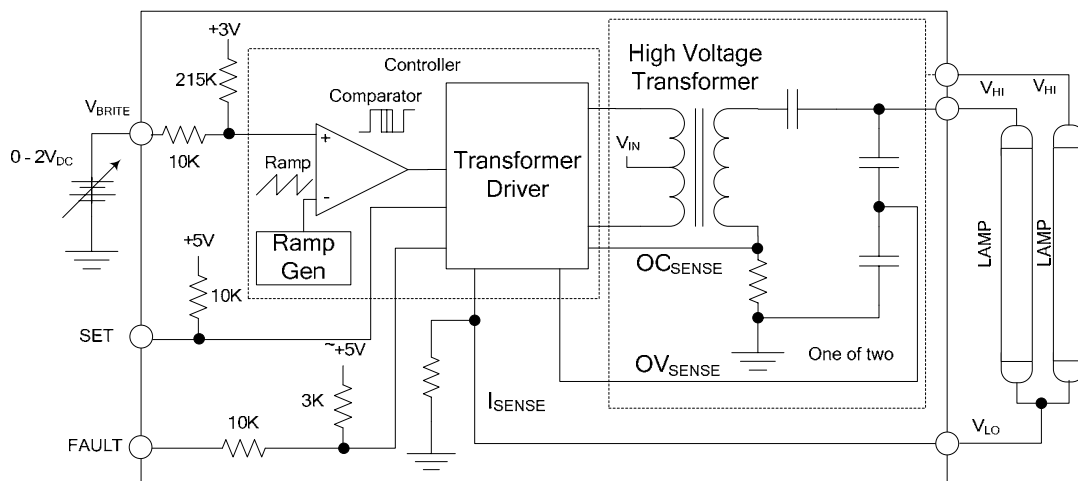 +3V
215K
V_BRITE
10K
0 - 2V_DC
Controller
Comparator
+
-
Ramp
Ramp
Gen
Transformer
Driver
High Voltage
Transformer
V_IN
V_HI
V_HI
LAMP
LAMP
OC_SENSE
One of two
OV_SENSE
+5V
10K
SET
~+5V
3K
I_SENSE
FAULT
10K
V_LO